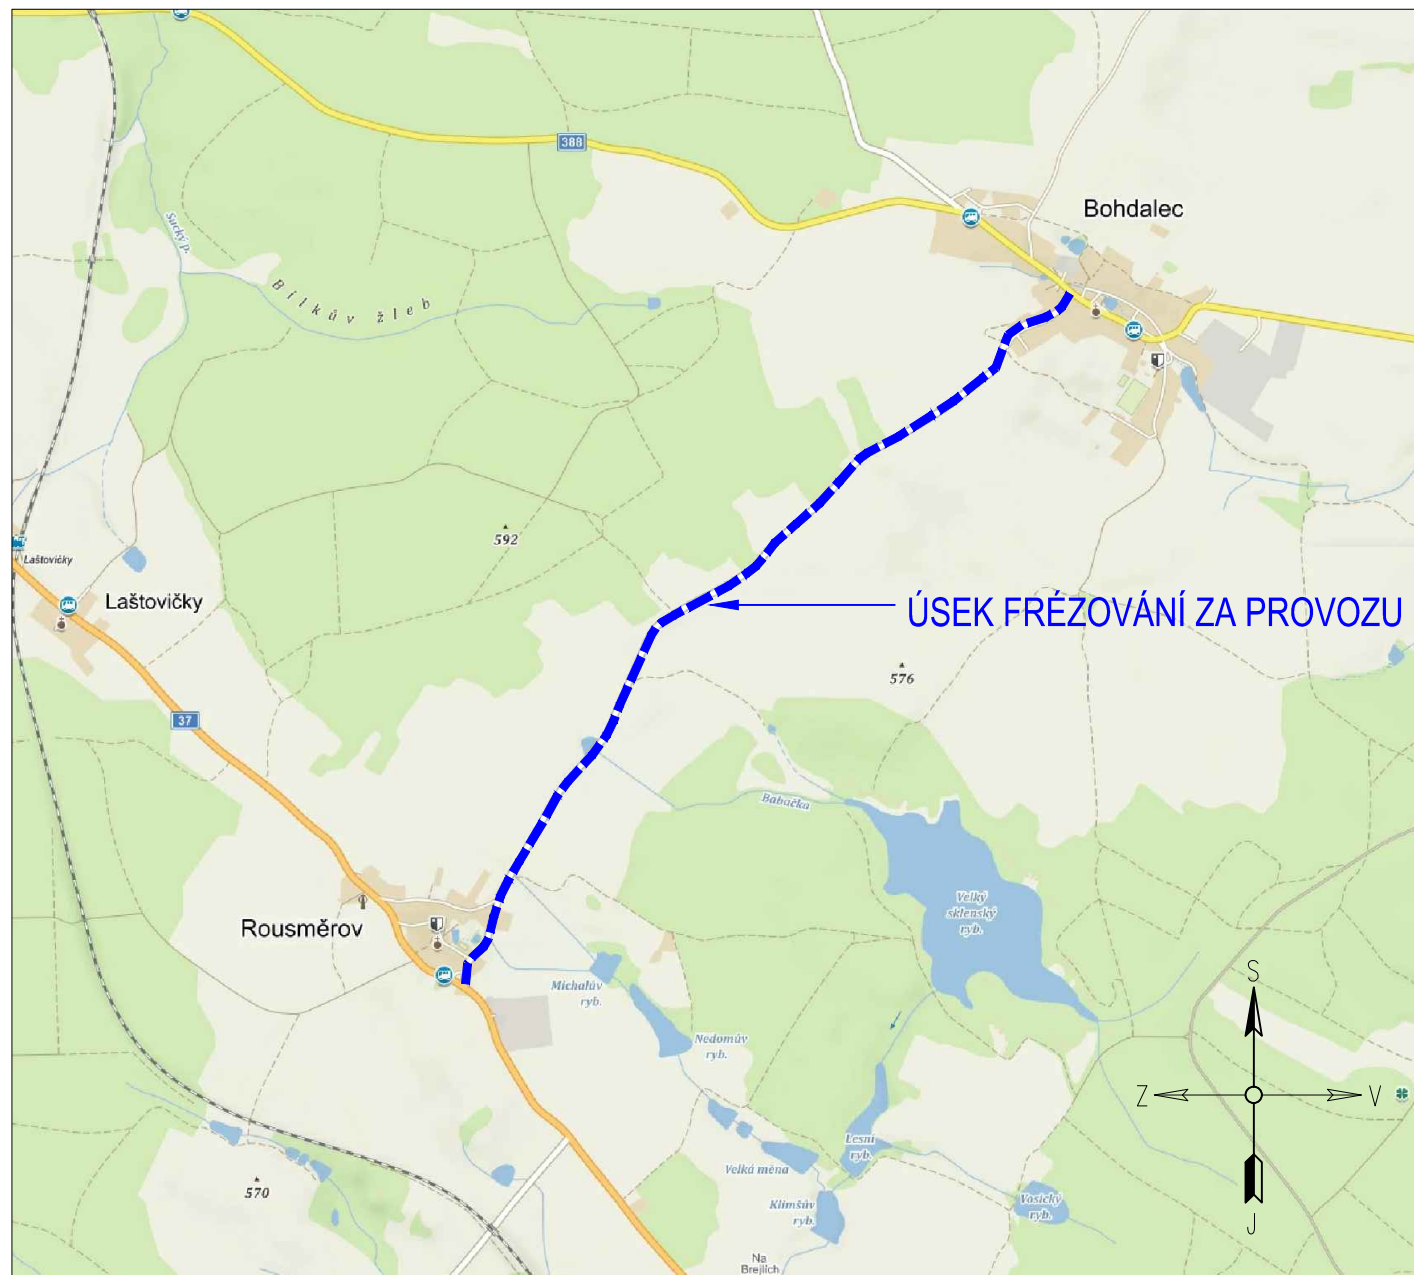 388
Bohdalec
Sucký p.
Bílkův žleb
592
Laštovičky
Laštovičky
ÚSEK FRÉZOVÁNÍ ZA PROVOZU
576
37
Babačka
Velký
sklenský
ryb.
Rousměrov
Michalův
ryb.
Nedomův
ryb.
S
Z
V
J
Lesní
ryb.
Velká měna
Klimšův
ryb.
Vosický
ryb.
570
Na
Brejlích